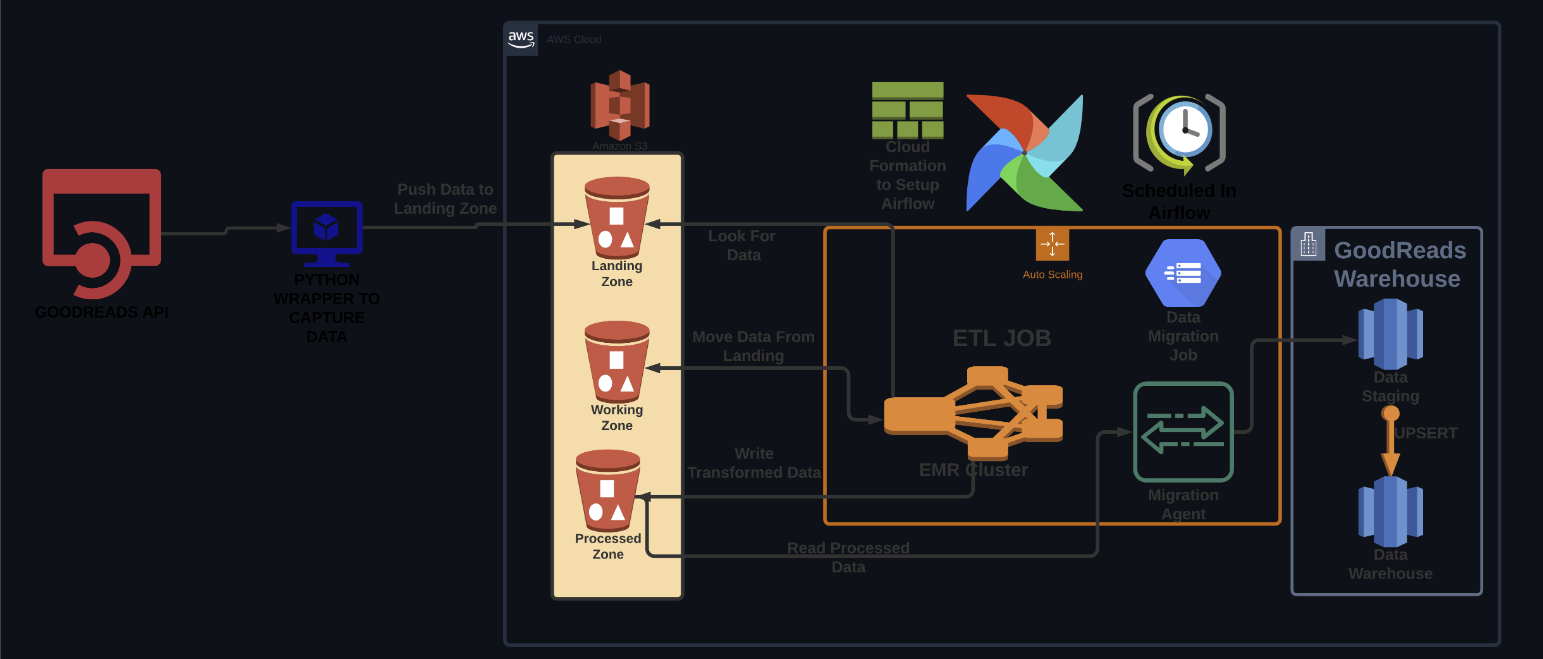 aws
AWS Cloud
Amazon S3
Cloud
Formation
to Setup
Airflow
Scheduled In
Airflow
Push Data to
Landing Zone
GOODREADS API
PYTHON
WRAPPER TO
CAPTURE
DATA
Landing
Zone
Look For
Data
Auto Scaling
Data
Migration
Job
GoodReads
Warehouse
Working
Zone
Move Data From
Landing
ETL JOB
EMR Cluster
Data
Staging
UPSERT
Processed
Zone
Write
Transformed Data
Migration
Agent
Read Processed
Data
Data
Warehouse